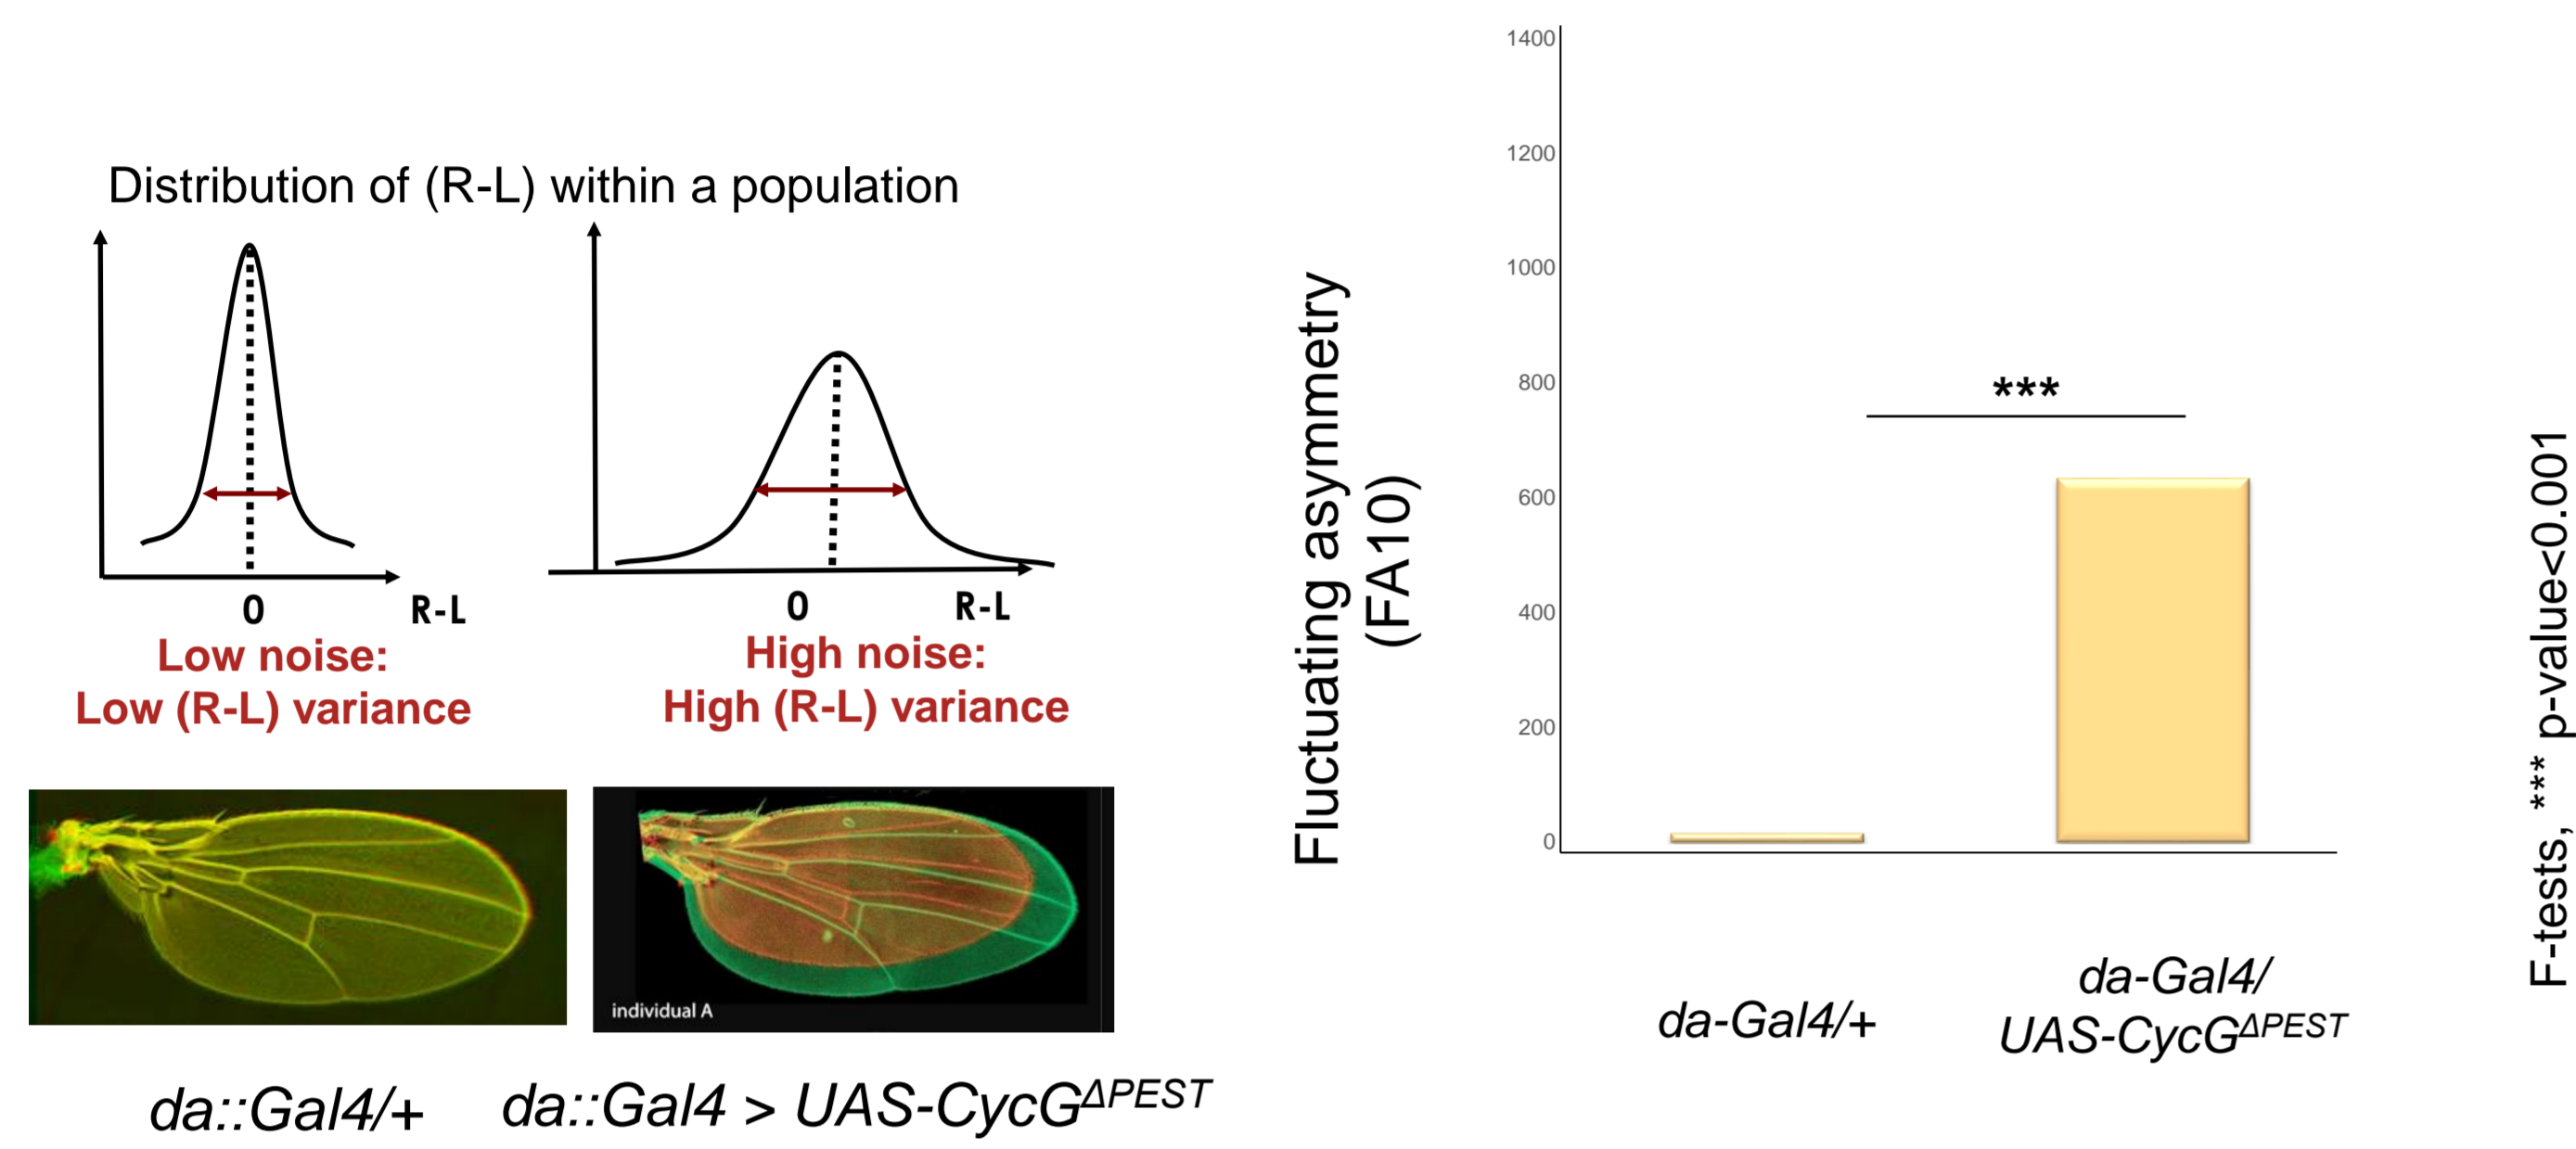 Distribution of (R-L) within a population
0
R-L
0
R-L
Low noise:
Low (R-L) variance
High noise:
High (R-L) variance
individual A
da::Gal4/+
da::Gal4 > UAS-CycGΔPEST
Fluctuating asymmetry
(FA10)
1400
1200
1000
800
600
400
200
0
***
da-Gal4/+
da-Gal4/
UAS-CycGΔPEST
F-tests, *** p-value<0.001